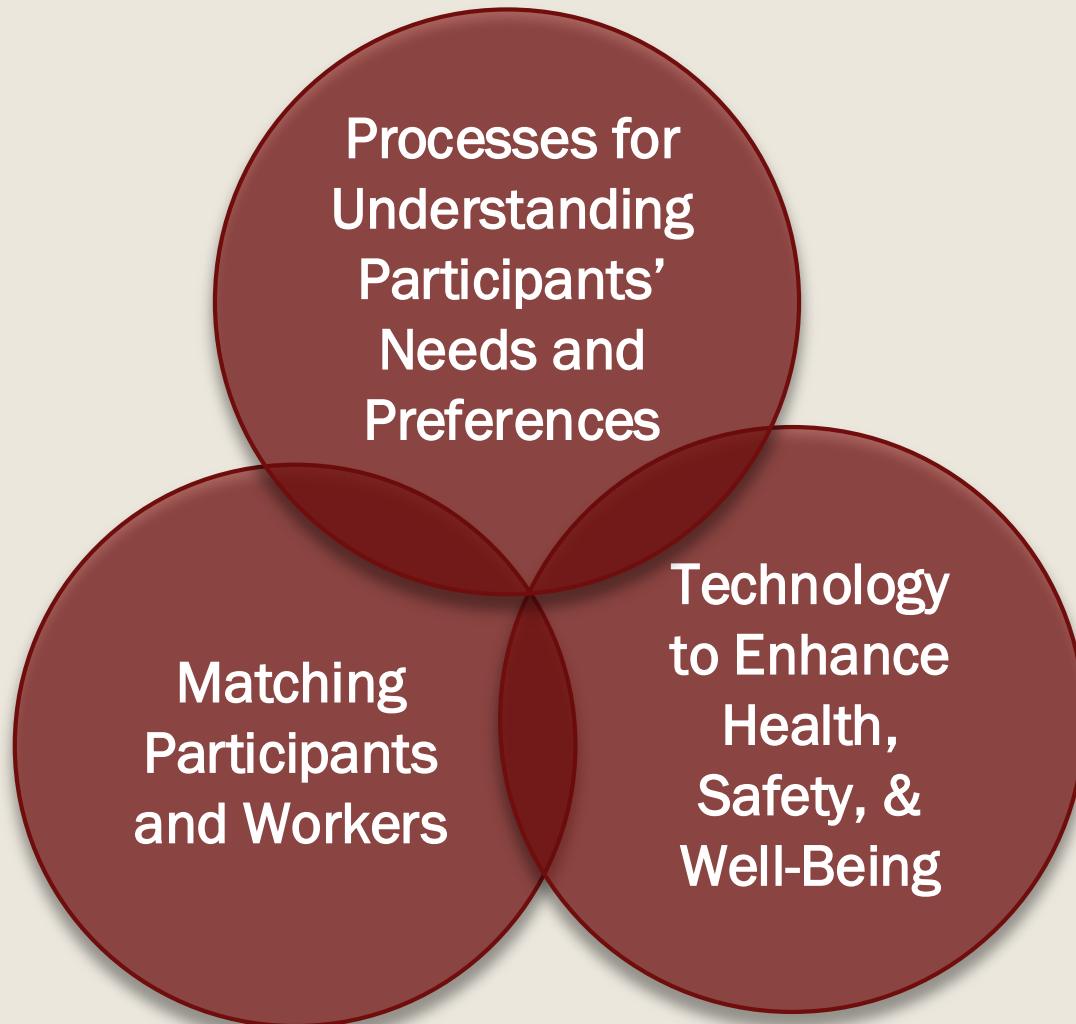 Processes for
Understanding
Participants’
Needs and
Preferences
Matching
Participants
and Workers
Technology
to Enhance
Health,
Safety, &
Well-Being